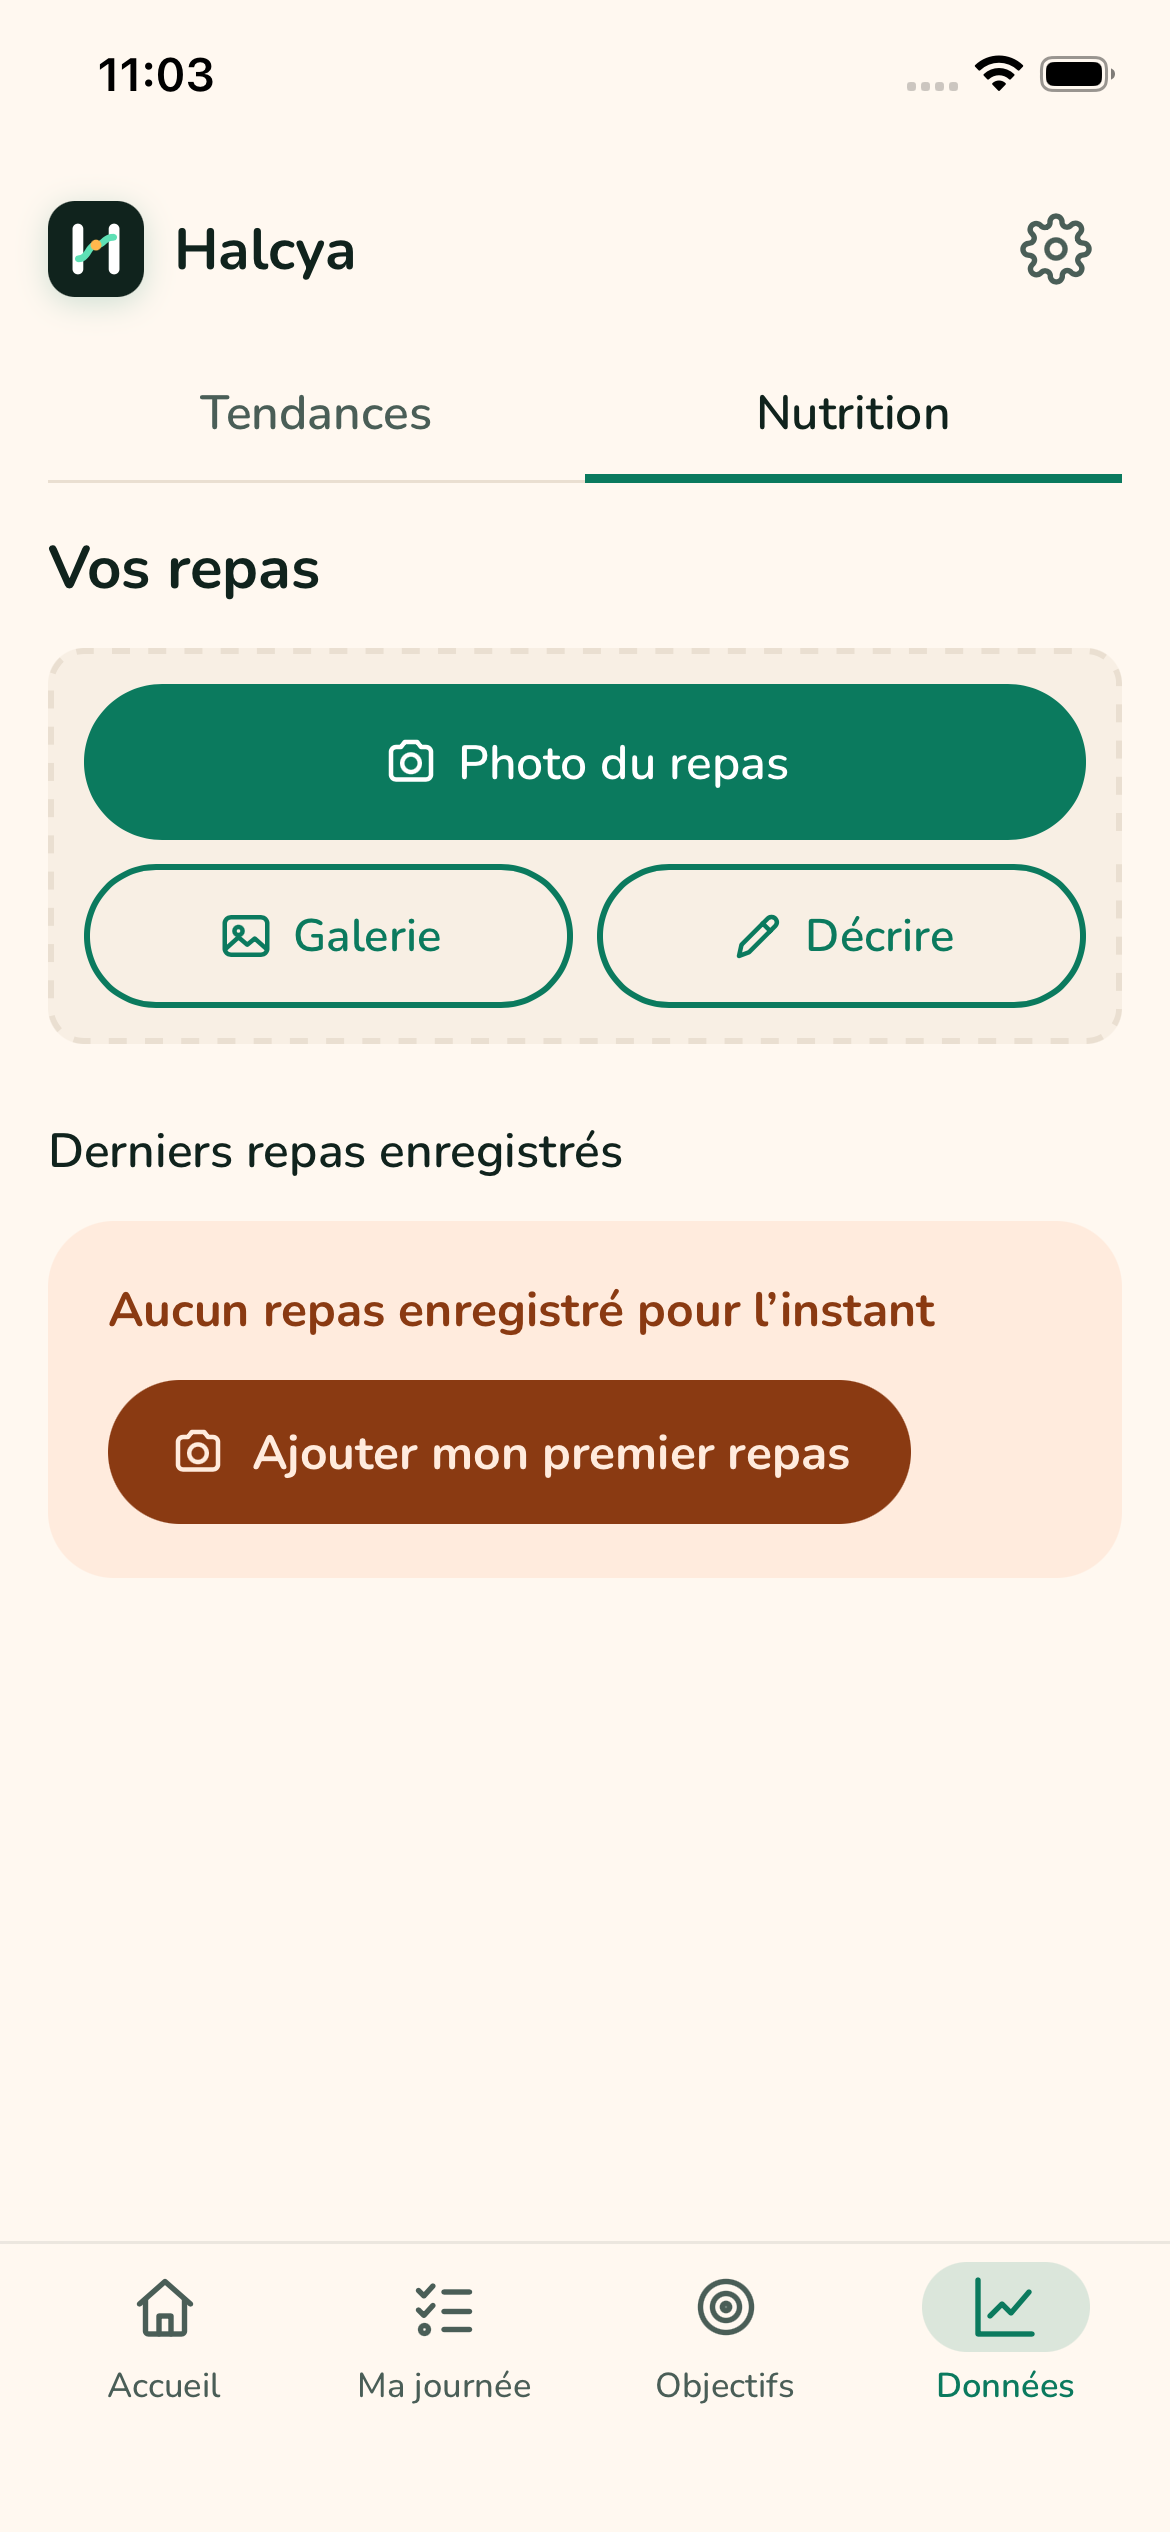 11:03
Halcya
Tendances
Nutrition
Vos repas
Photo du repas
Galerie
Décrire
Derniers repas enregistrés
Aucun repas enregistré pour l’instant
Ajouter mon premier repas
Accueil
Ma journée
Objectifs
Données